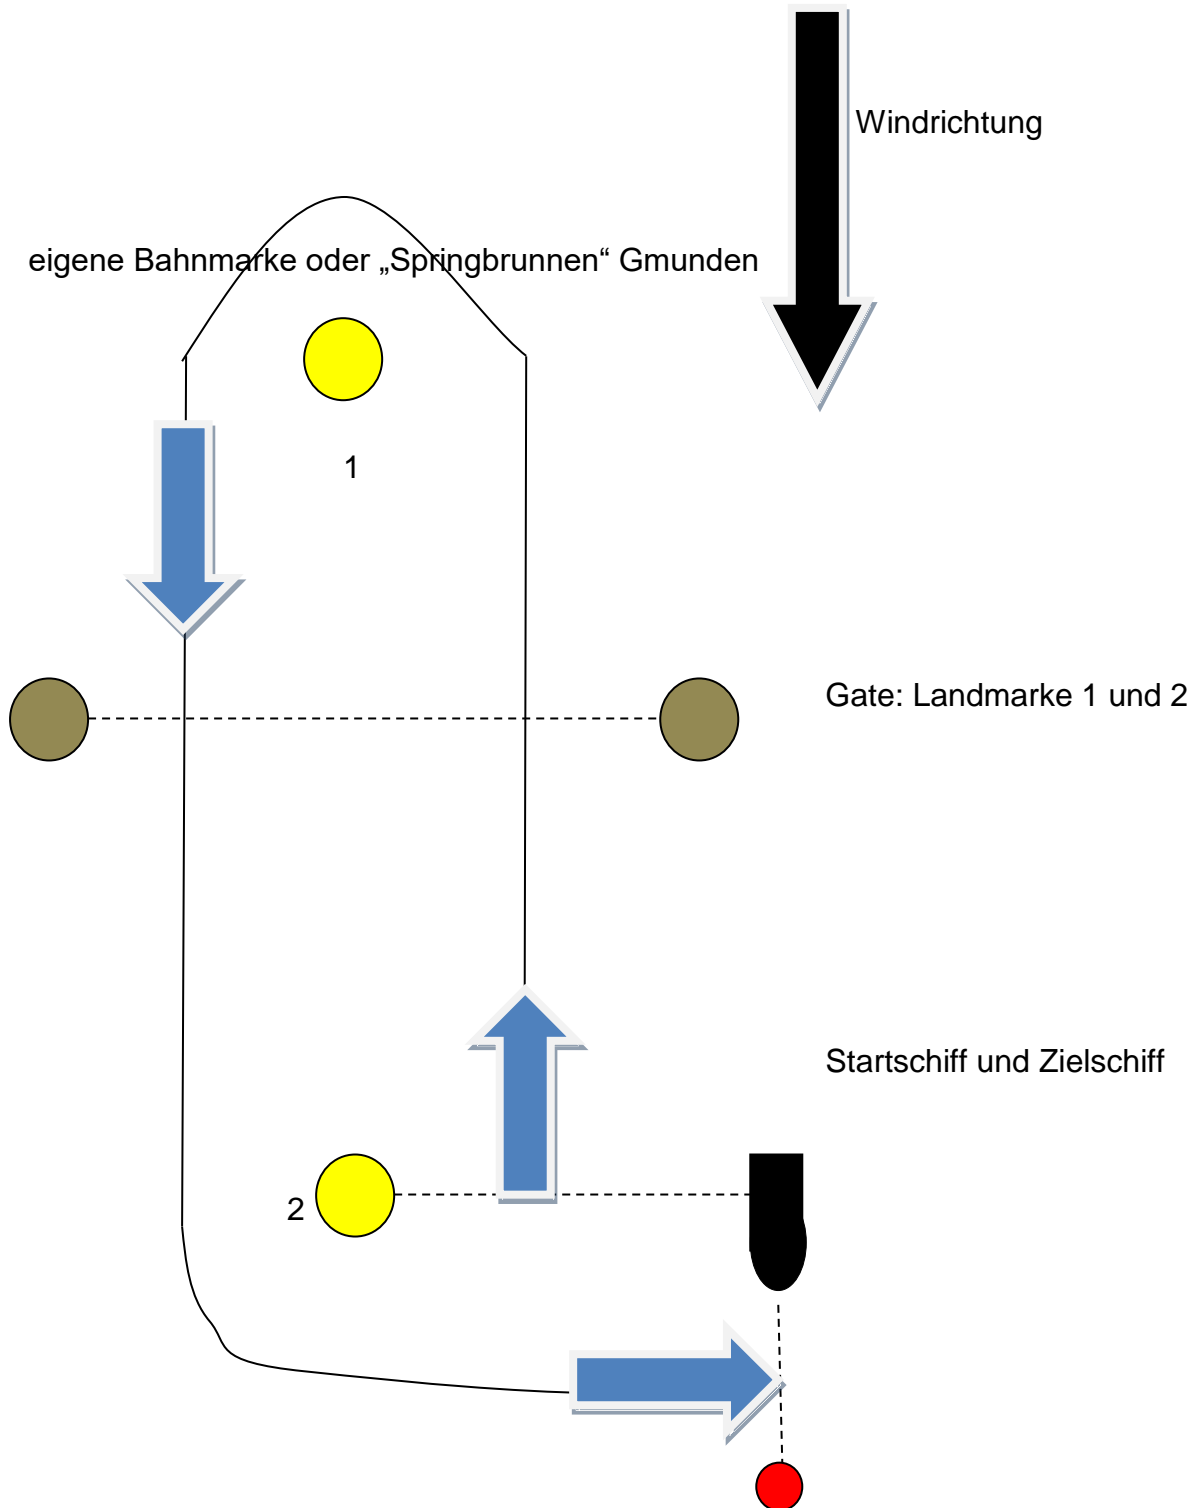 Windrichtung
eigene Bahnmarke oder „Springbrunnen“ Gmunden
1
Gate: Landmarke 1 und 2
Startschiff und Zielschiff
2